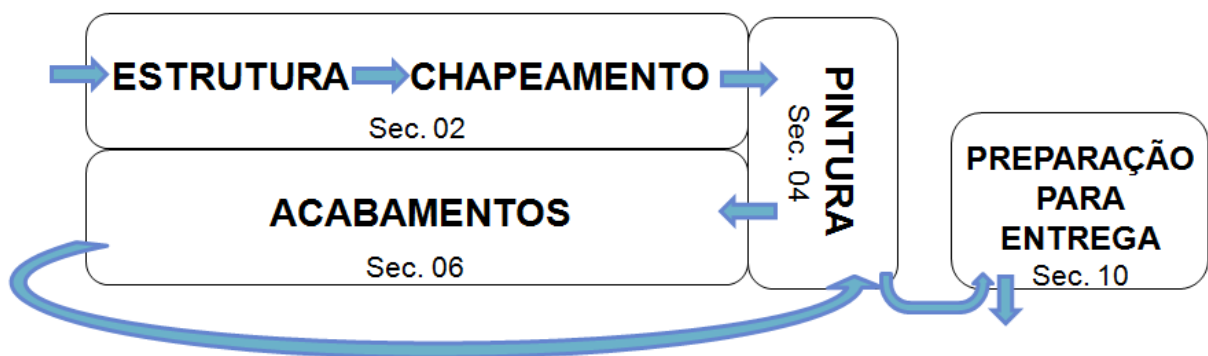 ESTRUTURA
CHAPEAMENTO
Sec. 02
PINTURA
Sec. 04
ACABAMENTOS
Sec. 06
PREPARAÇÃO
PARA
ENTREGA
Sec. 10